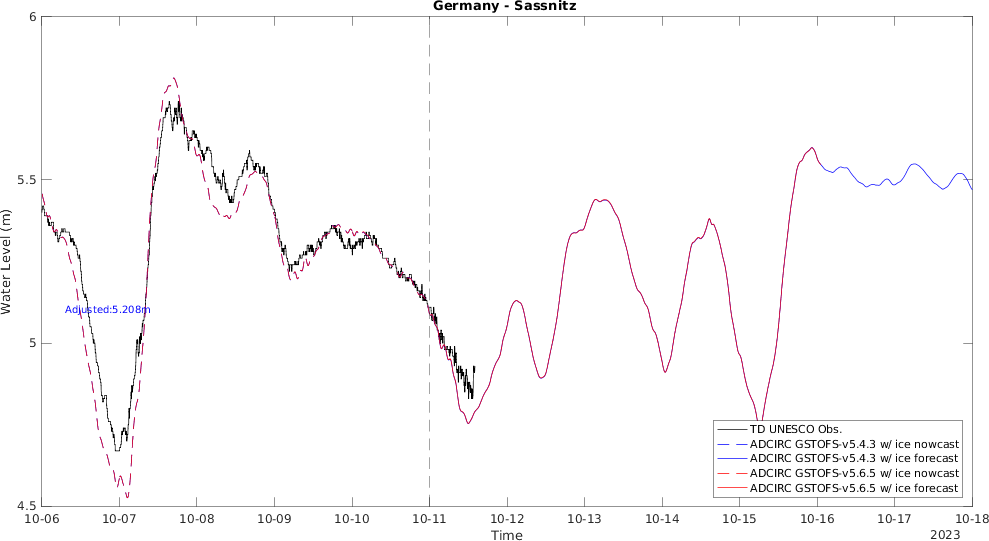 Germany - Sassnitz
6
5.5
5
4.5
Water Level (m)
Adjusted:5.208m
TD UNESCO Obs.
ADCIRC GSTOFS-v5.4.3 w/ ice nowcast
ADCIRC GSTOFS-v5.4.3 w/ ice forecast
ADCIRC GSTOFS-v5.6.5 w/ ice nowcast
ADCIRC GSTOFS-v5.6.5 w/ ice forecast
10-06 10-07 10-08 10-09 10-10 10-11 10-12 10-13 10-14 10-15 10-16 10-17 10-18
Time
2023